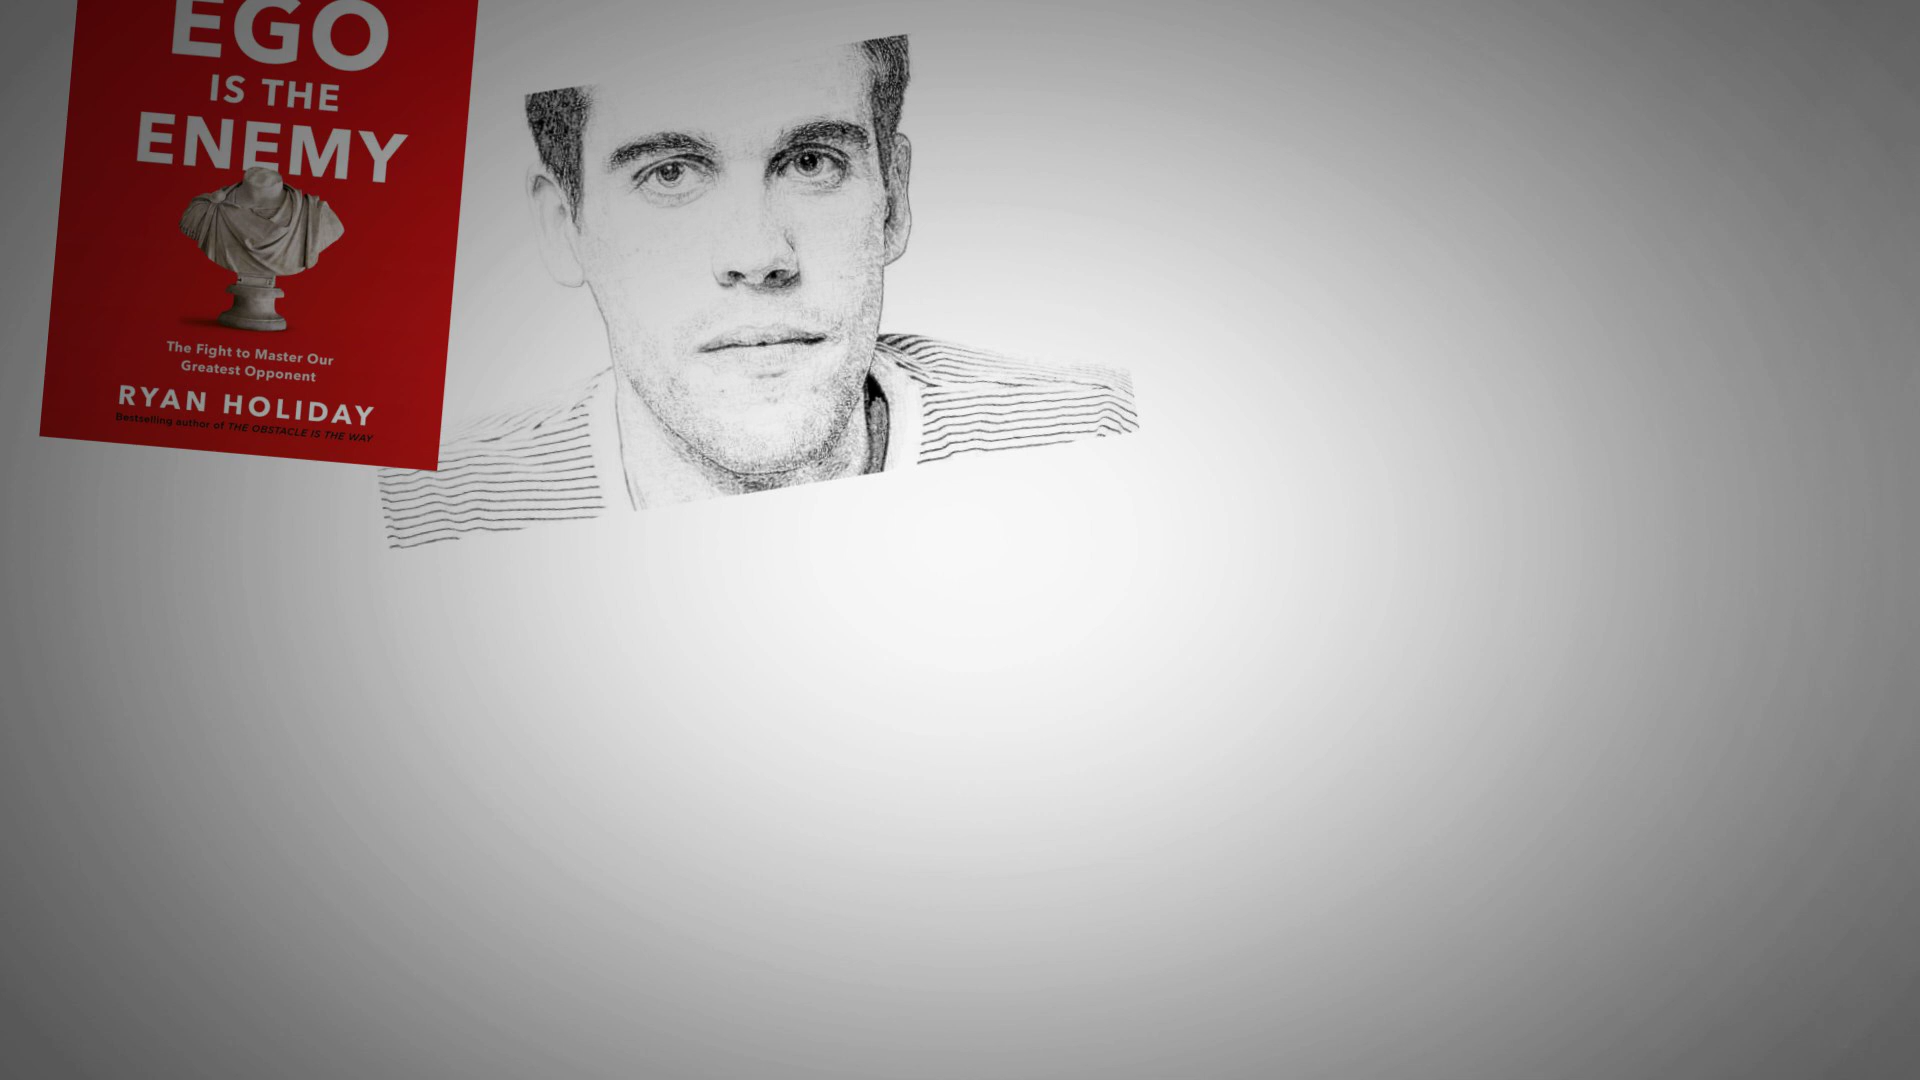 EGO
IS THE
ENEMY
The Fight to Master Our
Greatest Opponent
RYAN HOLIDAY
Bestselling author of THE OBSTACLE IS THE WAY